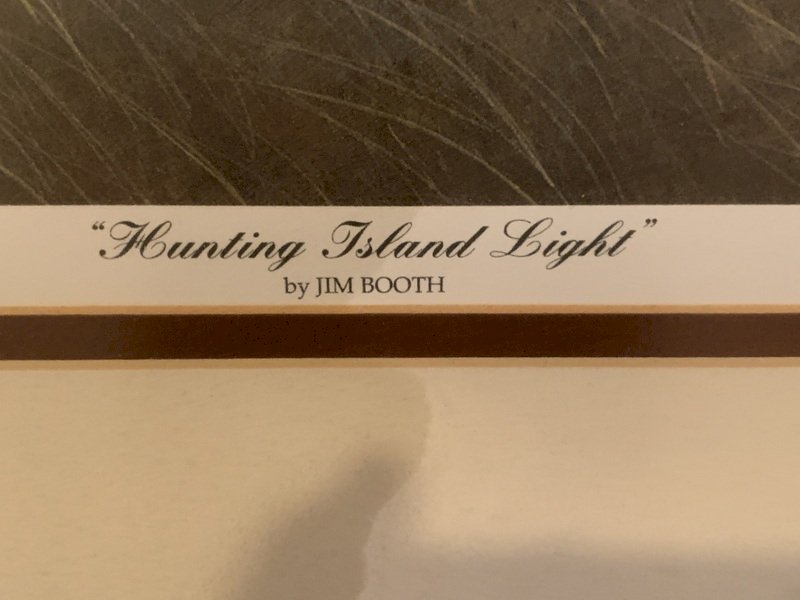 “Hunting Island Light”
by JIM BOOTH